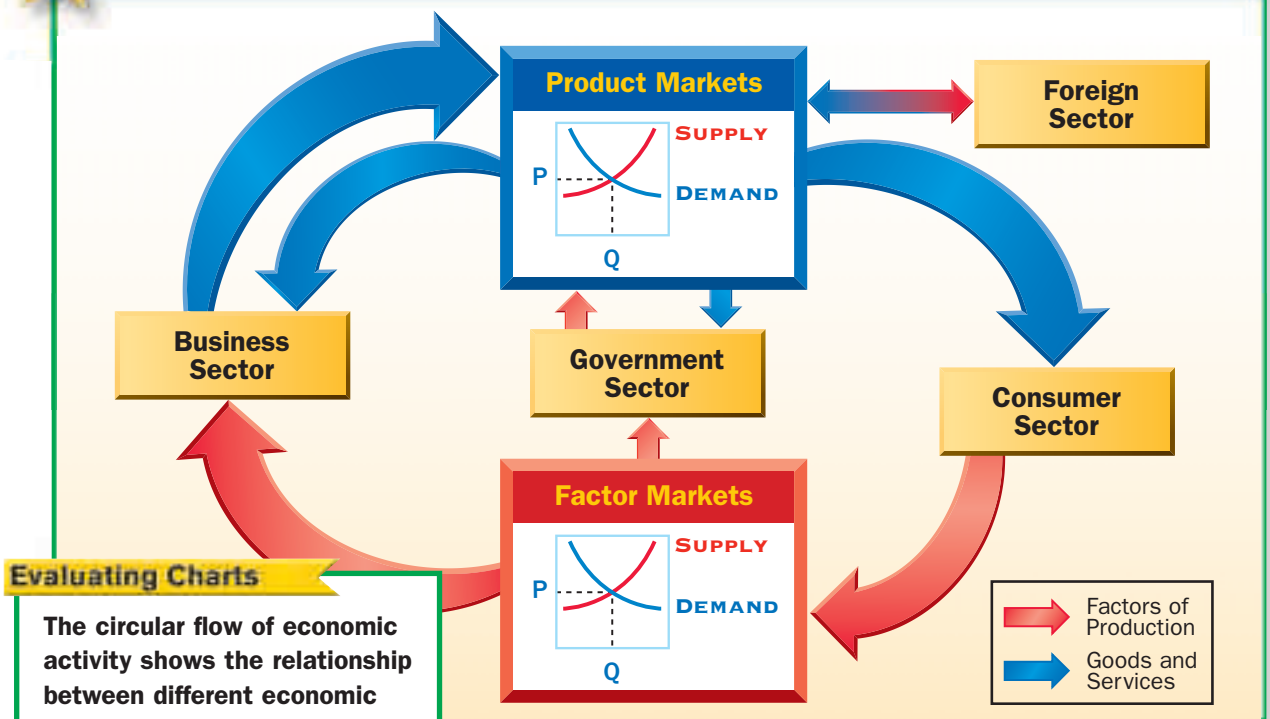 Product Markets
SUPPLY
P
DEMAND
Q
Foreign
Sector
Business
Sector
Government
Sector
Consumer
Sector
Factor Markets
SUPPLY
P
DEMAND
Q
Evaluating Charts
The circular flow of economic
activity shows the relationship
between different economic
Factors of
Production
Goods and
Services